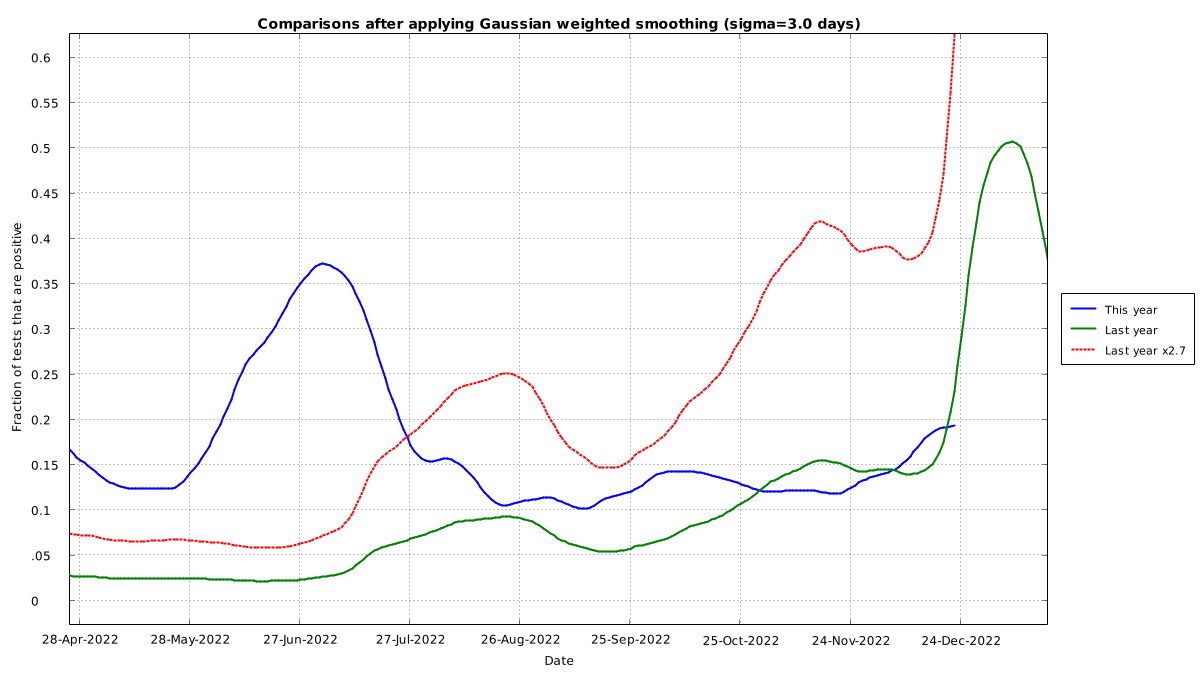 Comparisons after applying Gaussian weighted smoothing (sigma=3.0 days)
0.6
0.55
0.5
0.45
0.4
0.35
0.3
0.25
0.2
0.15
0.1
.05
0
Fraction of tests that are positive
28-Apr-2022
28-May-2022
27-Jun-2022
27-Jul-2022
26-Aug-2022
25-Sep-2022
25-Oct-2022
24-Nov-2022
24-Dec-2022
Date
This year
Last year
Last year x2.7